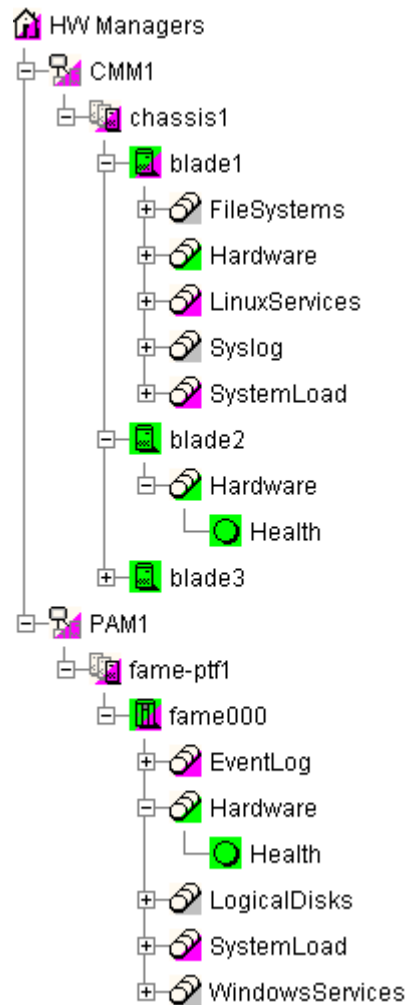 HW Managers
CMM1
chassis1
blade1
FileSystems
Hardware
LinuxServices
Syslog
SystemLoad
blade2
Hardware
Health
blade3
PAM1
fame-ptf1
fame000
EventLog
Hardware
Health
LogicalDisks
SystemLoad
WindowsServices